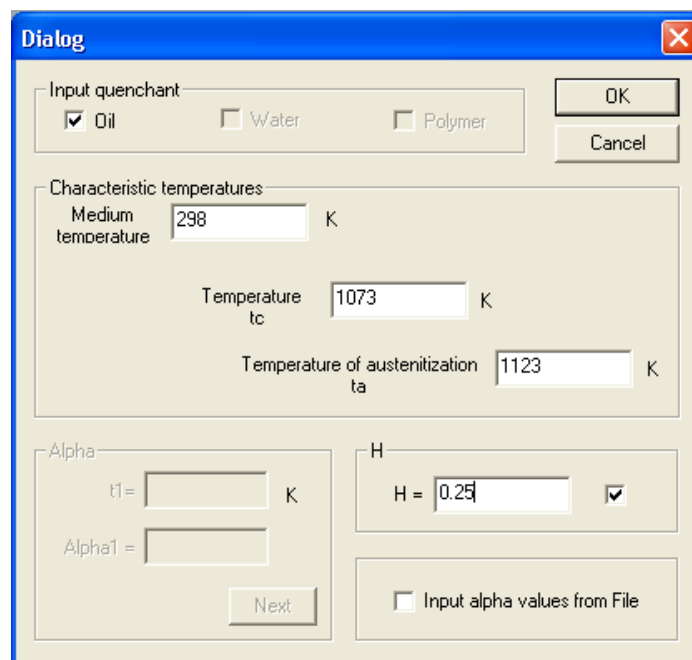 Dialog
Input quenchant
OK
Oil
Water
Polymer
Cancel
Characteristic temperatures
Medium
temperature
298
K
Temperature
tc
1073
K
Temperature of austenitization
ta
1123
K
Alpha
t1=
K
Alpha1 =
Next
H
H =
0.25
Input alpha values from File